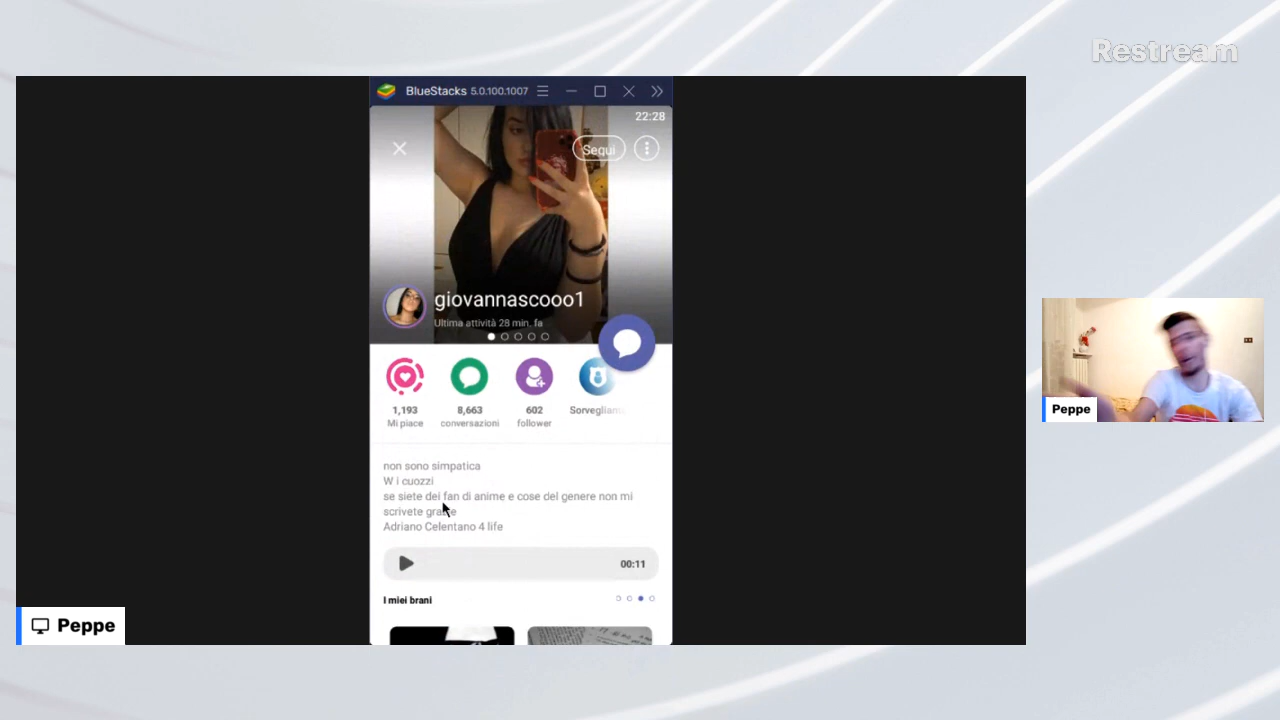 Restream
BlueStacks 5.0.100.1007
22:28
Segui
giovannascooo1
Ultima attività 28 min. fa
1,193
Mi piace
8,663
conversazioni
602
follower
non sono simpatica
W i cuozzi
se siete dei fan di anime e cose del genere non mi
scrivete grazie
Adriano Celentano 4 life
00:11
I miei brani
Peppe
Peppe